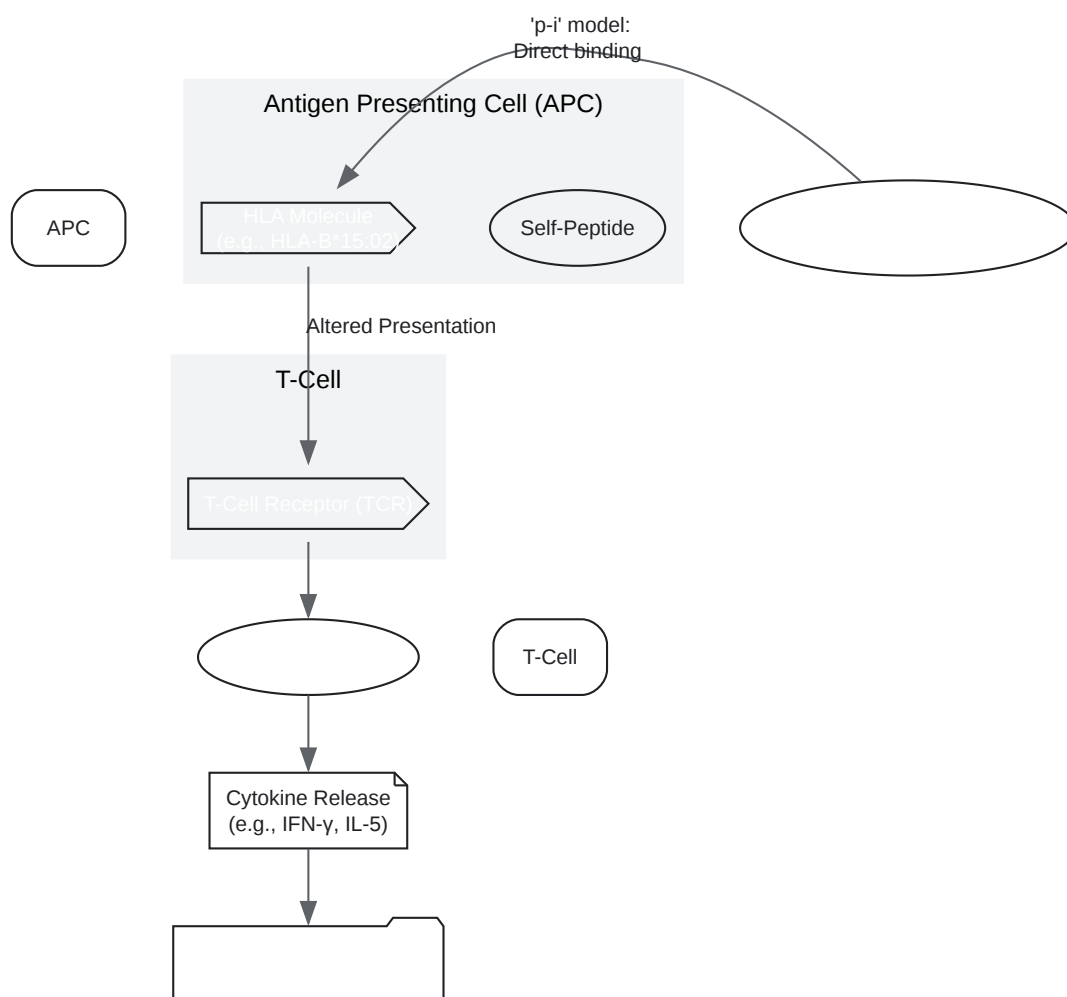 'p-i' model:
Direct binding
Antigen Presenting Cell (APC)
APC
HLA Molecule
(e.g., HLA-B*15:02)
Self-Peptide
Altered Presentation
T-Cell
T-Cell Receptor (TCR)
T-Cell
Cytokine Release
(e.g., IFN-γ, IL-5)